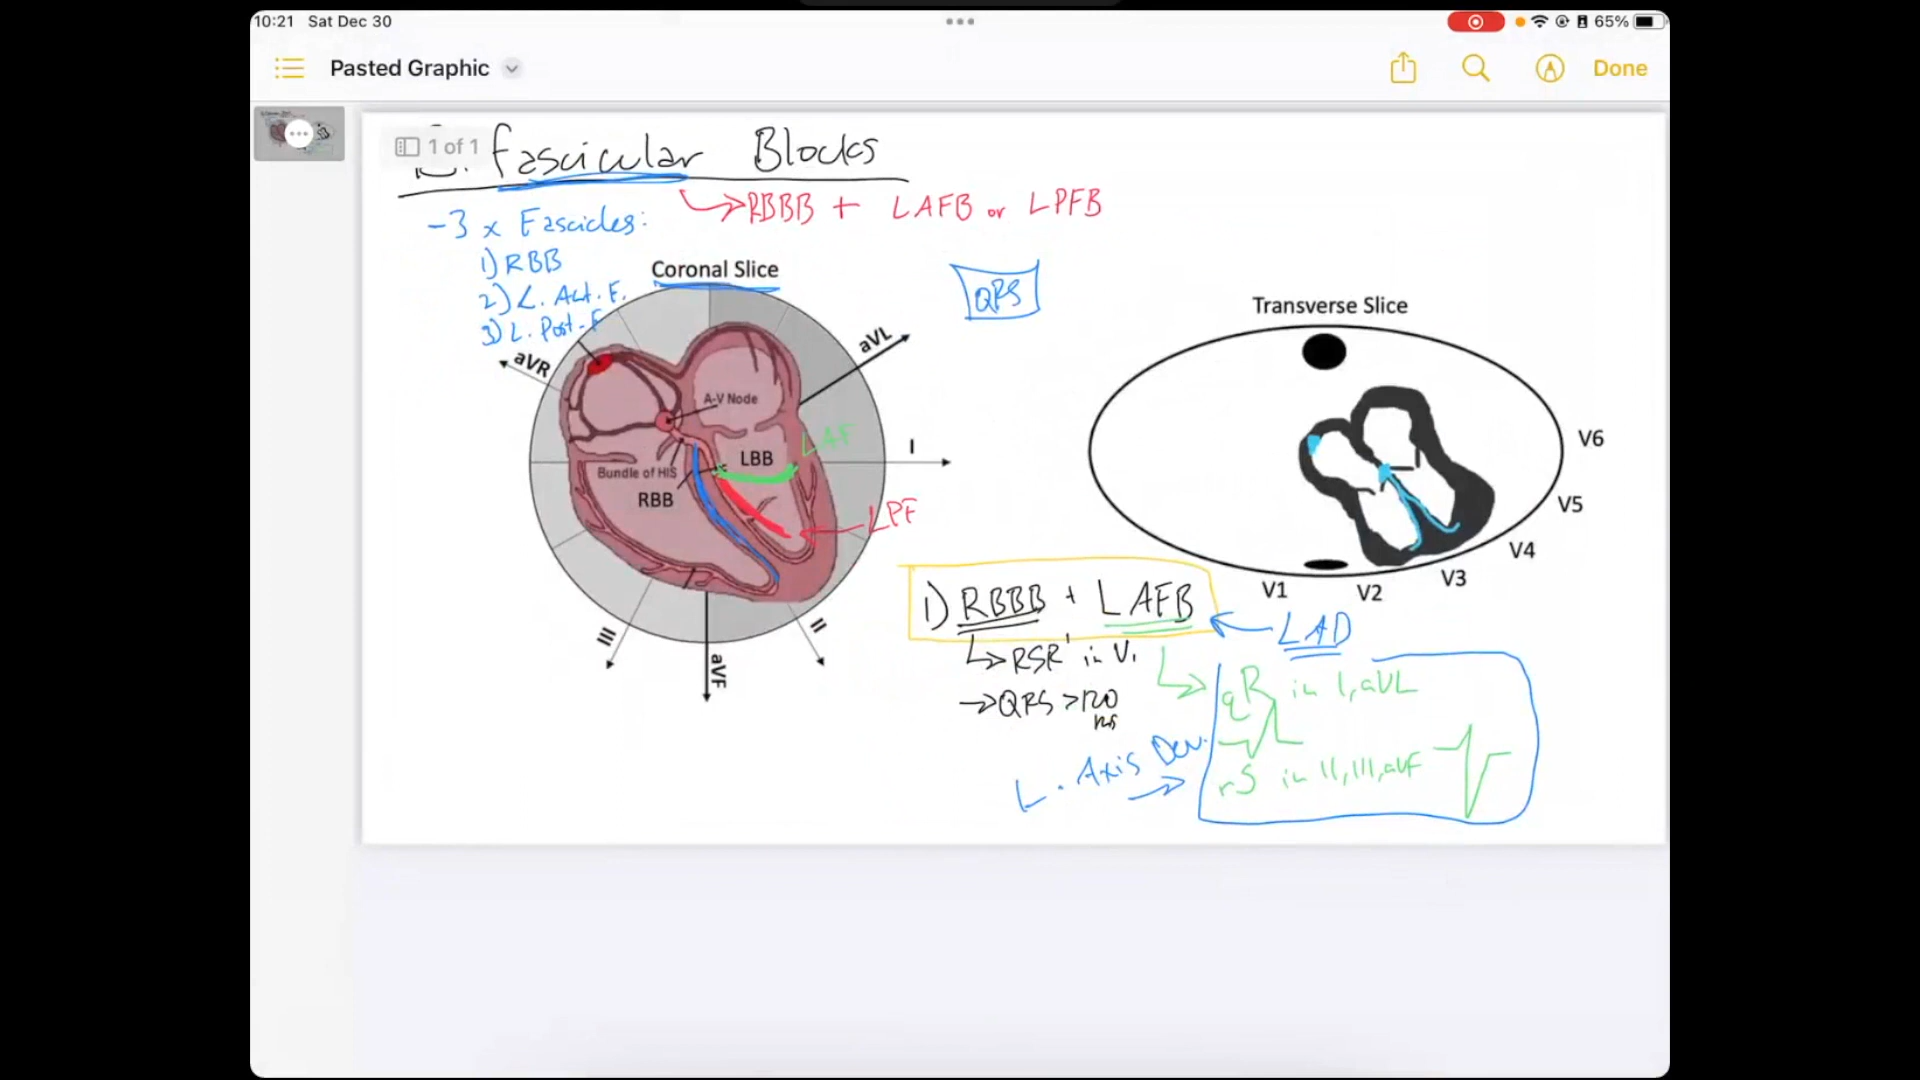 10:21 Sat Dec 30
65%
Pasted Graphic
Done
1 of 1
Fascicular Blocks
→RBBB + LAFB or LPFB
-3 x Fascicles:
1) RBB
2) L. Ant. F.
3) L. Post. F
Coronal Slice
QRS
Transverse Slice
aVR
aVL
A-V Node
LAF
I
LBB
Bundle of HIS
RBB
LPF
V6
V5
V4
V3
V2
V1
III
aVF
II
1) RBBB + LAFB
← LAD
↳ RSR' in V1
→ QRS >120
ms
↳ qR in I, aVL
L. Axis Dev. →
rS in II, III, aVF